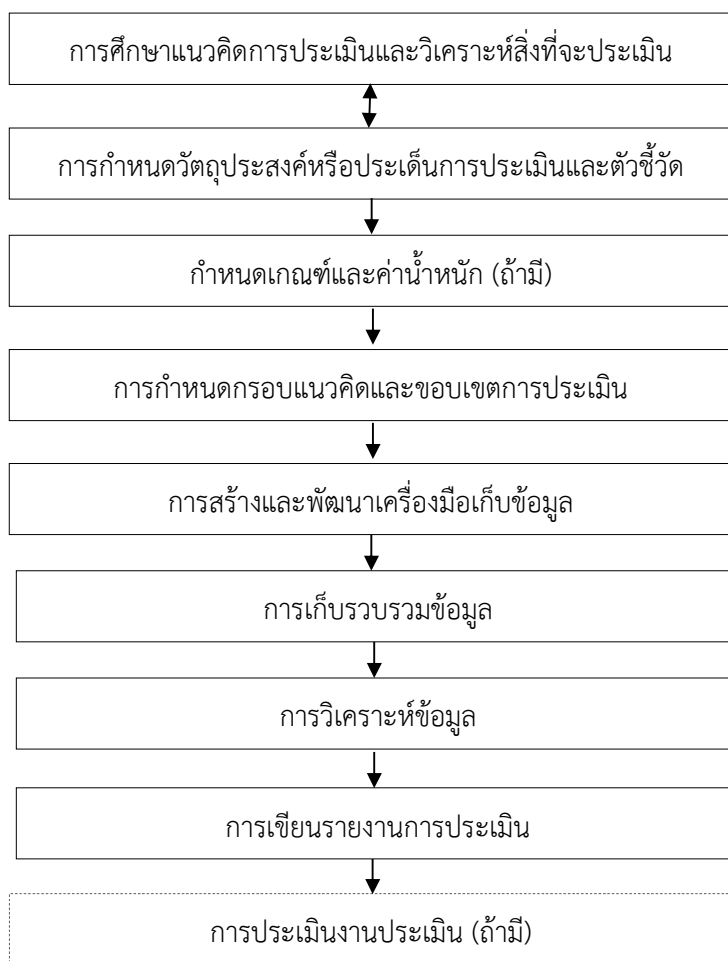 การศึกษาแนวคิดการประเมินและวิเคราะห์สิ่งที่จะประเมิน
การกำหนดวัตถุประสงค์หรือประเด็นการประเมินและตัวชี้วัด
กำหนดเกณฑ์และค่าน้ำหนัก (ถ้ามี)
การกำหนดกรอบแนวคิดและขอบเขตการประเมิน
การสร้างและพัฒนาเครื่องมือเก็บข้อมูล
การเก็บรวบรวมข้อมูล
การวิเคราะห์ข้อมูล
การเขียนรายงานการประเมิน
การประเมินงานประเมิน (ถ้ามี)